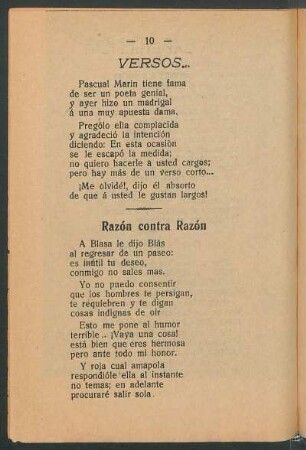 — 10 —
VERSOS...
Pascual Marín tiene fama
de ser un poeta genial,
y ayer hizo un madrigal
á una muy apuesta dama.
Prególo ella complacida
y agradeció la intención
diciendo: En esta ocasión
se le escapó la medida;
no quiero hacerle a usted cargos;
pero hay más de un verso corto...
¡Me olvidé!, dijo él absorto
de que á usted le gustan largos!
Razón contra Razón
A Blasa le dijo Blás
al regresar de un paseo:
es inútil tu deseo,
conmigo no sales mas.
Yo no puedo consentir
que los hombres te persigan,
te requiebren y te digan
cosas indignas de oir
Esto me pone al humor
terrible... ¡Vaya una cosa!
está bien que eres hermosa
pero ante todo mi honor.
Y roja cual amapola
respondióle ella al instante
no temas; en adelante
procuraré salir sola.